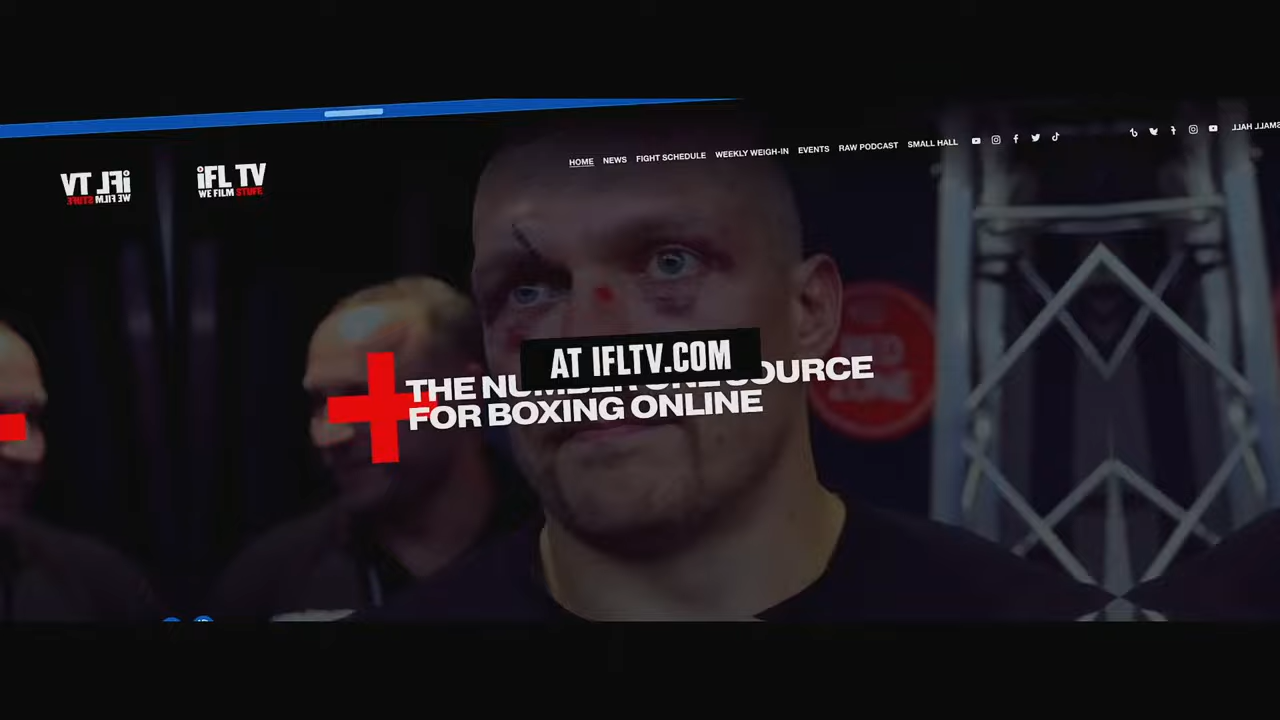 iFL TV
WE FILM STUFF
iFL TV
WE FILM STUFF
HOME NEWS FIGHT SCHEDULE WEEKLY WEIGH-IN EVENTS RAW PODCAST SMALL HALL
SMALL HALL
AT IFLTV.COM
THE NUMBER ONE SOURCE
FOR BOXING ONLINE